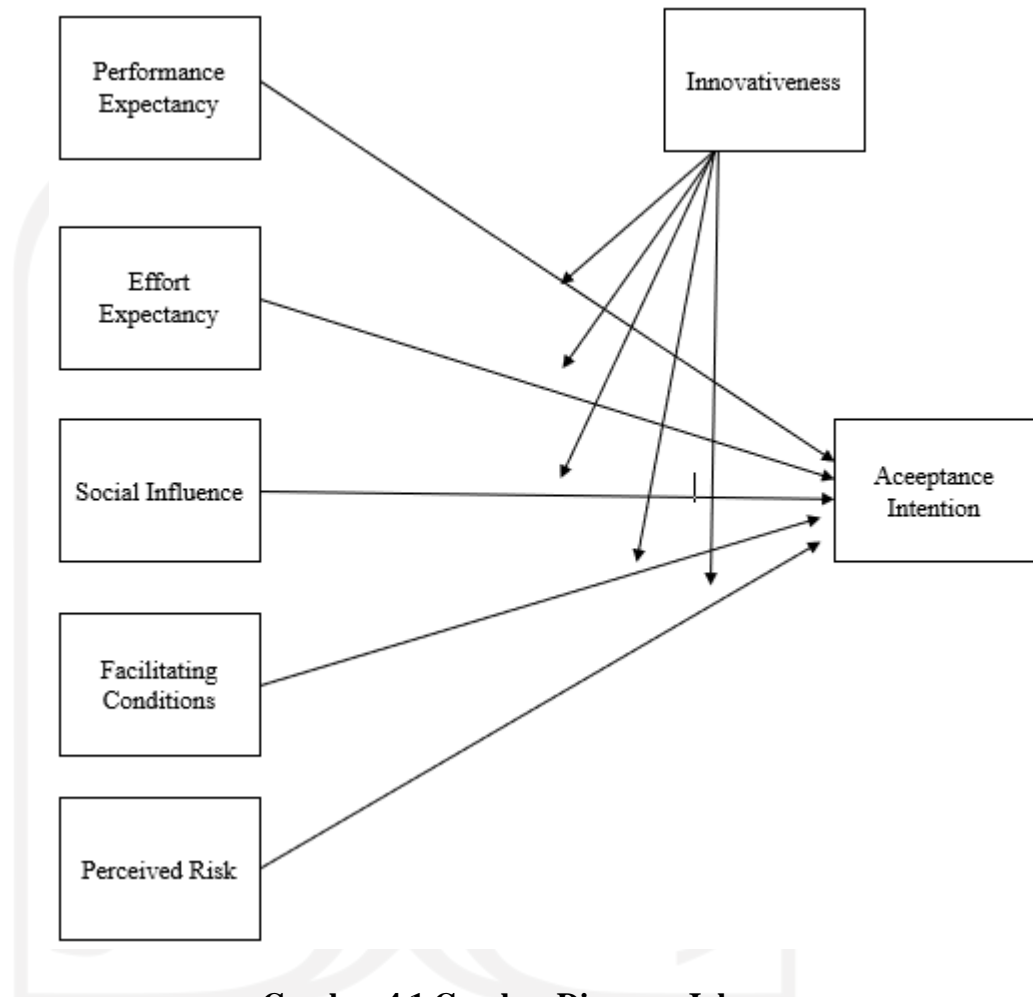 Performance
Expectancy
Innovativeness
Effort
Expectancy
Social Influence
Aceeptance
Intention
Facilitating
Conditions
Perceived Risk